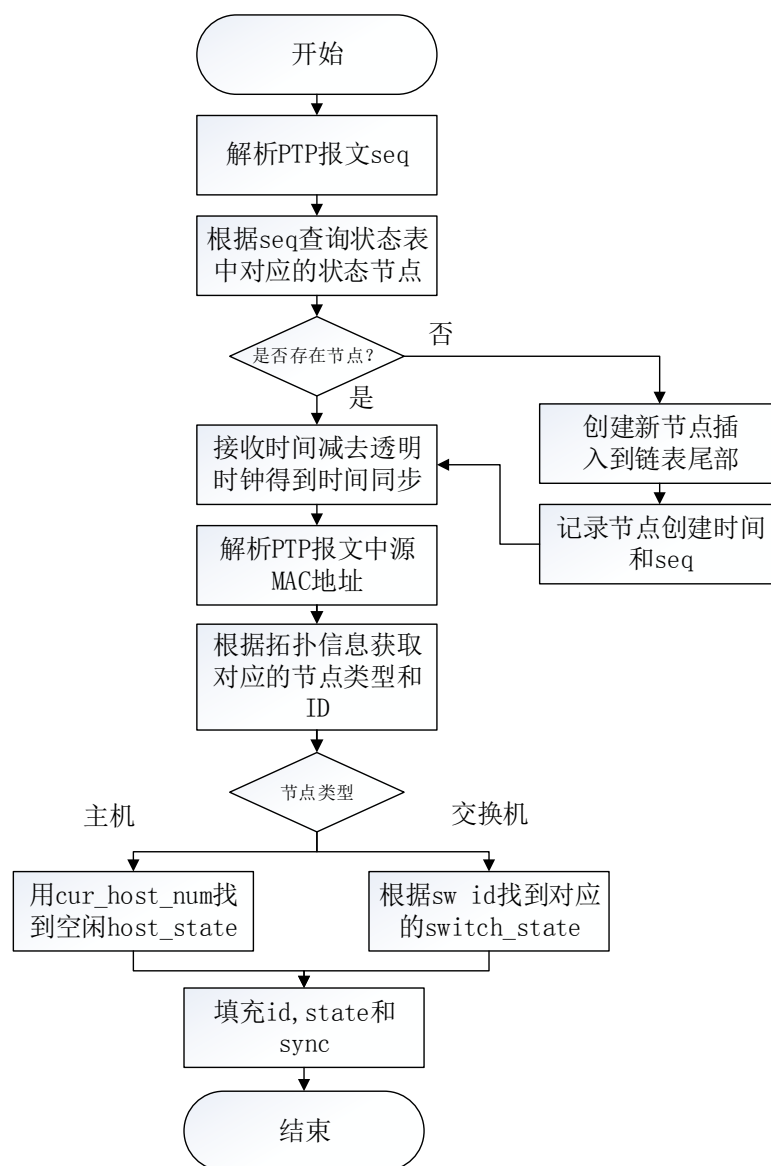 开始
解析PTP报文seq
根据seq查询状态表
中对应的状态节点
是否存在节点？
否
是
创建新节点插
入到链表尾部
接收时间减去透明
时钟得到时间同步
记录节点创建时间
和seq
解析PTP报文中源
MAC地址
根据拓扑信息获取
对应的节点类型和
ID
节点类型
主机
交换机
用cur_host_num找
到空闲host_state
根据sw id找到对应
的switch_state
填充id,state和
sync
结束